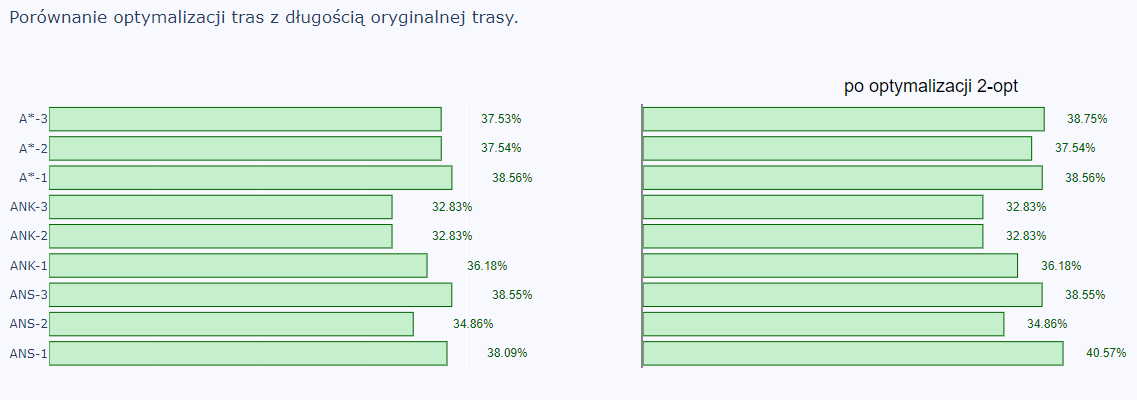 Porównanie optymalizacji tras z długością oryginalnej trasy.
po optymalizacji 2-opt
A*-3 37.53% 38.75%
A*-2 37.54% 37.54%
A*-1 38.56% 38.56%
ANK-3 32.83% 32.83%
ANK-2 32.83% 32.83%
ANK-1 36.18% 36.18%
ANS-3 38.55% 38.55%
ANS-2 34.86% 34.86%
ANS-1 38.09% 40.57%